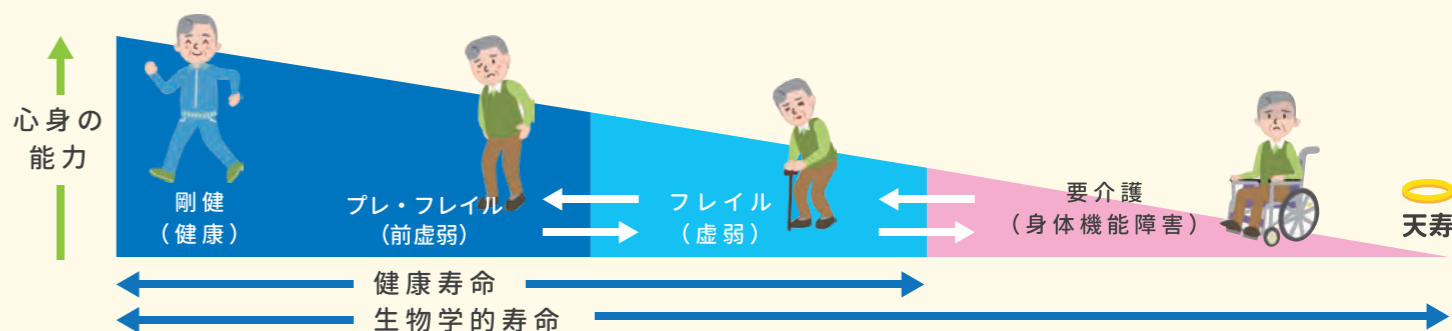 心身の
能力
剛健
（健康）
プレ・フレイル
（前虚弱）
フレイル
（虚弱）
要介護
（身体機能障害）
天寿
健康寿命
生物学的寿命